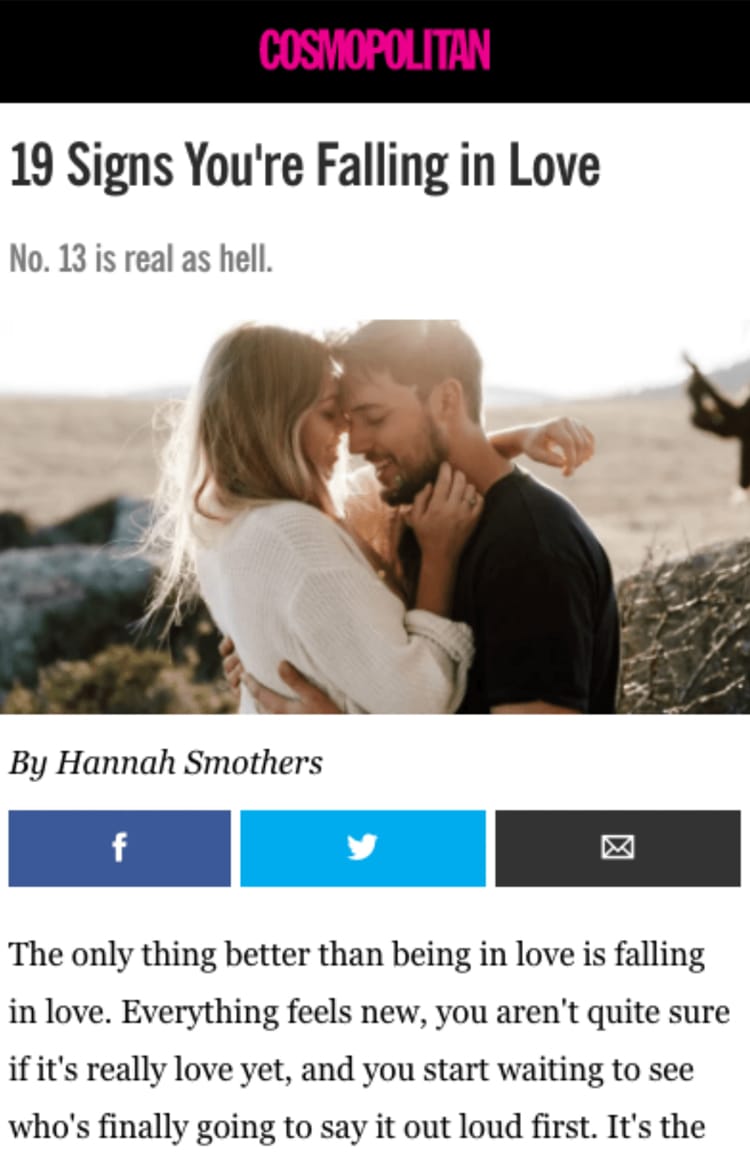 COSMOPOLITAN
19 Signs You're Falling in Love
No. 13 is real as hell.
By Hannah Smothers
f
The only thing better than being in love is falling
in love. Everything feels new, you aren't quite sure
if it's really love yet, and you start waiting to see
who's finally going to say it out loud first. It's the